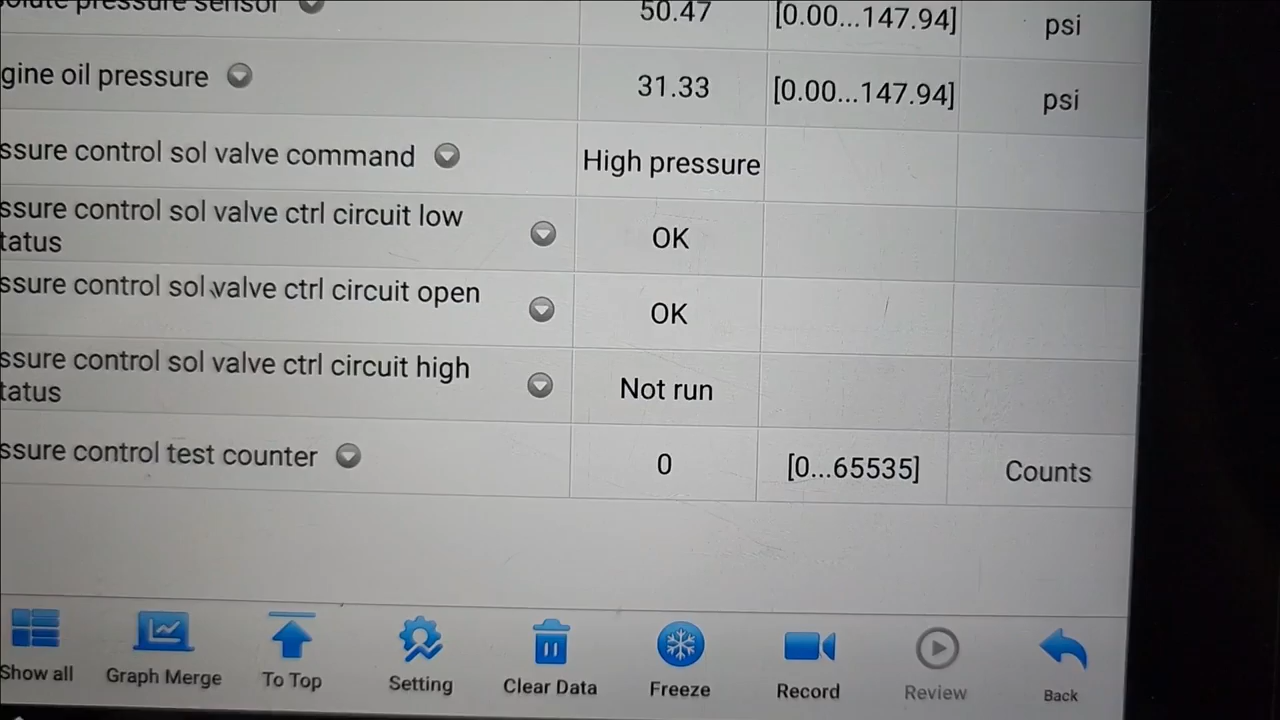 pressure sensor
50.47
[0.00...147.94]
psi
gine oil pressure
31.33
[0.00...147.94]
psi
ssure control sol valve command
High pressure
ssure control sol valve ctrl circuit low
tatus
OK
ssure control sol valve ctrl circuit open
OK
ssure control sol valve ctrl circuit high
tatus
Not run
ssure control test counter
0
[0...65535]
Counts
Show all
Graph Merge
To Top
Setting
Clear Data
Freeze
Record
Review
Back